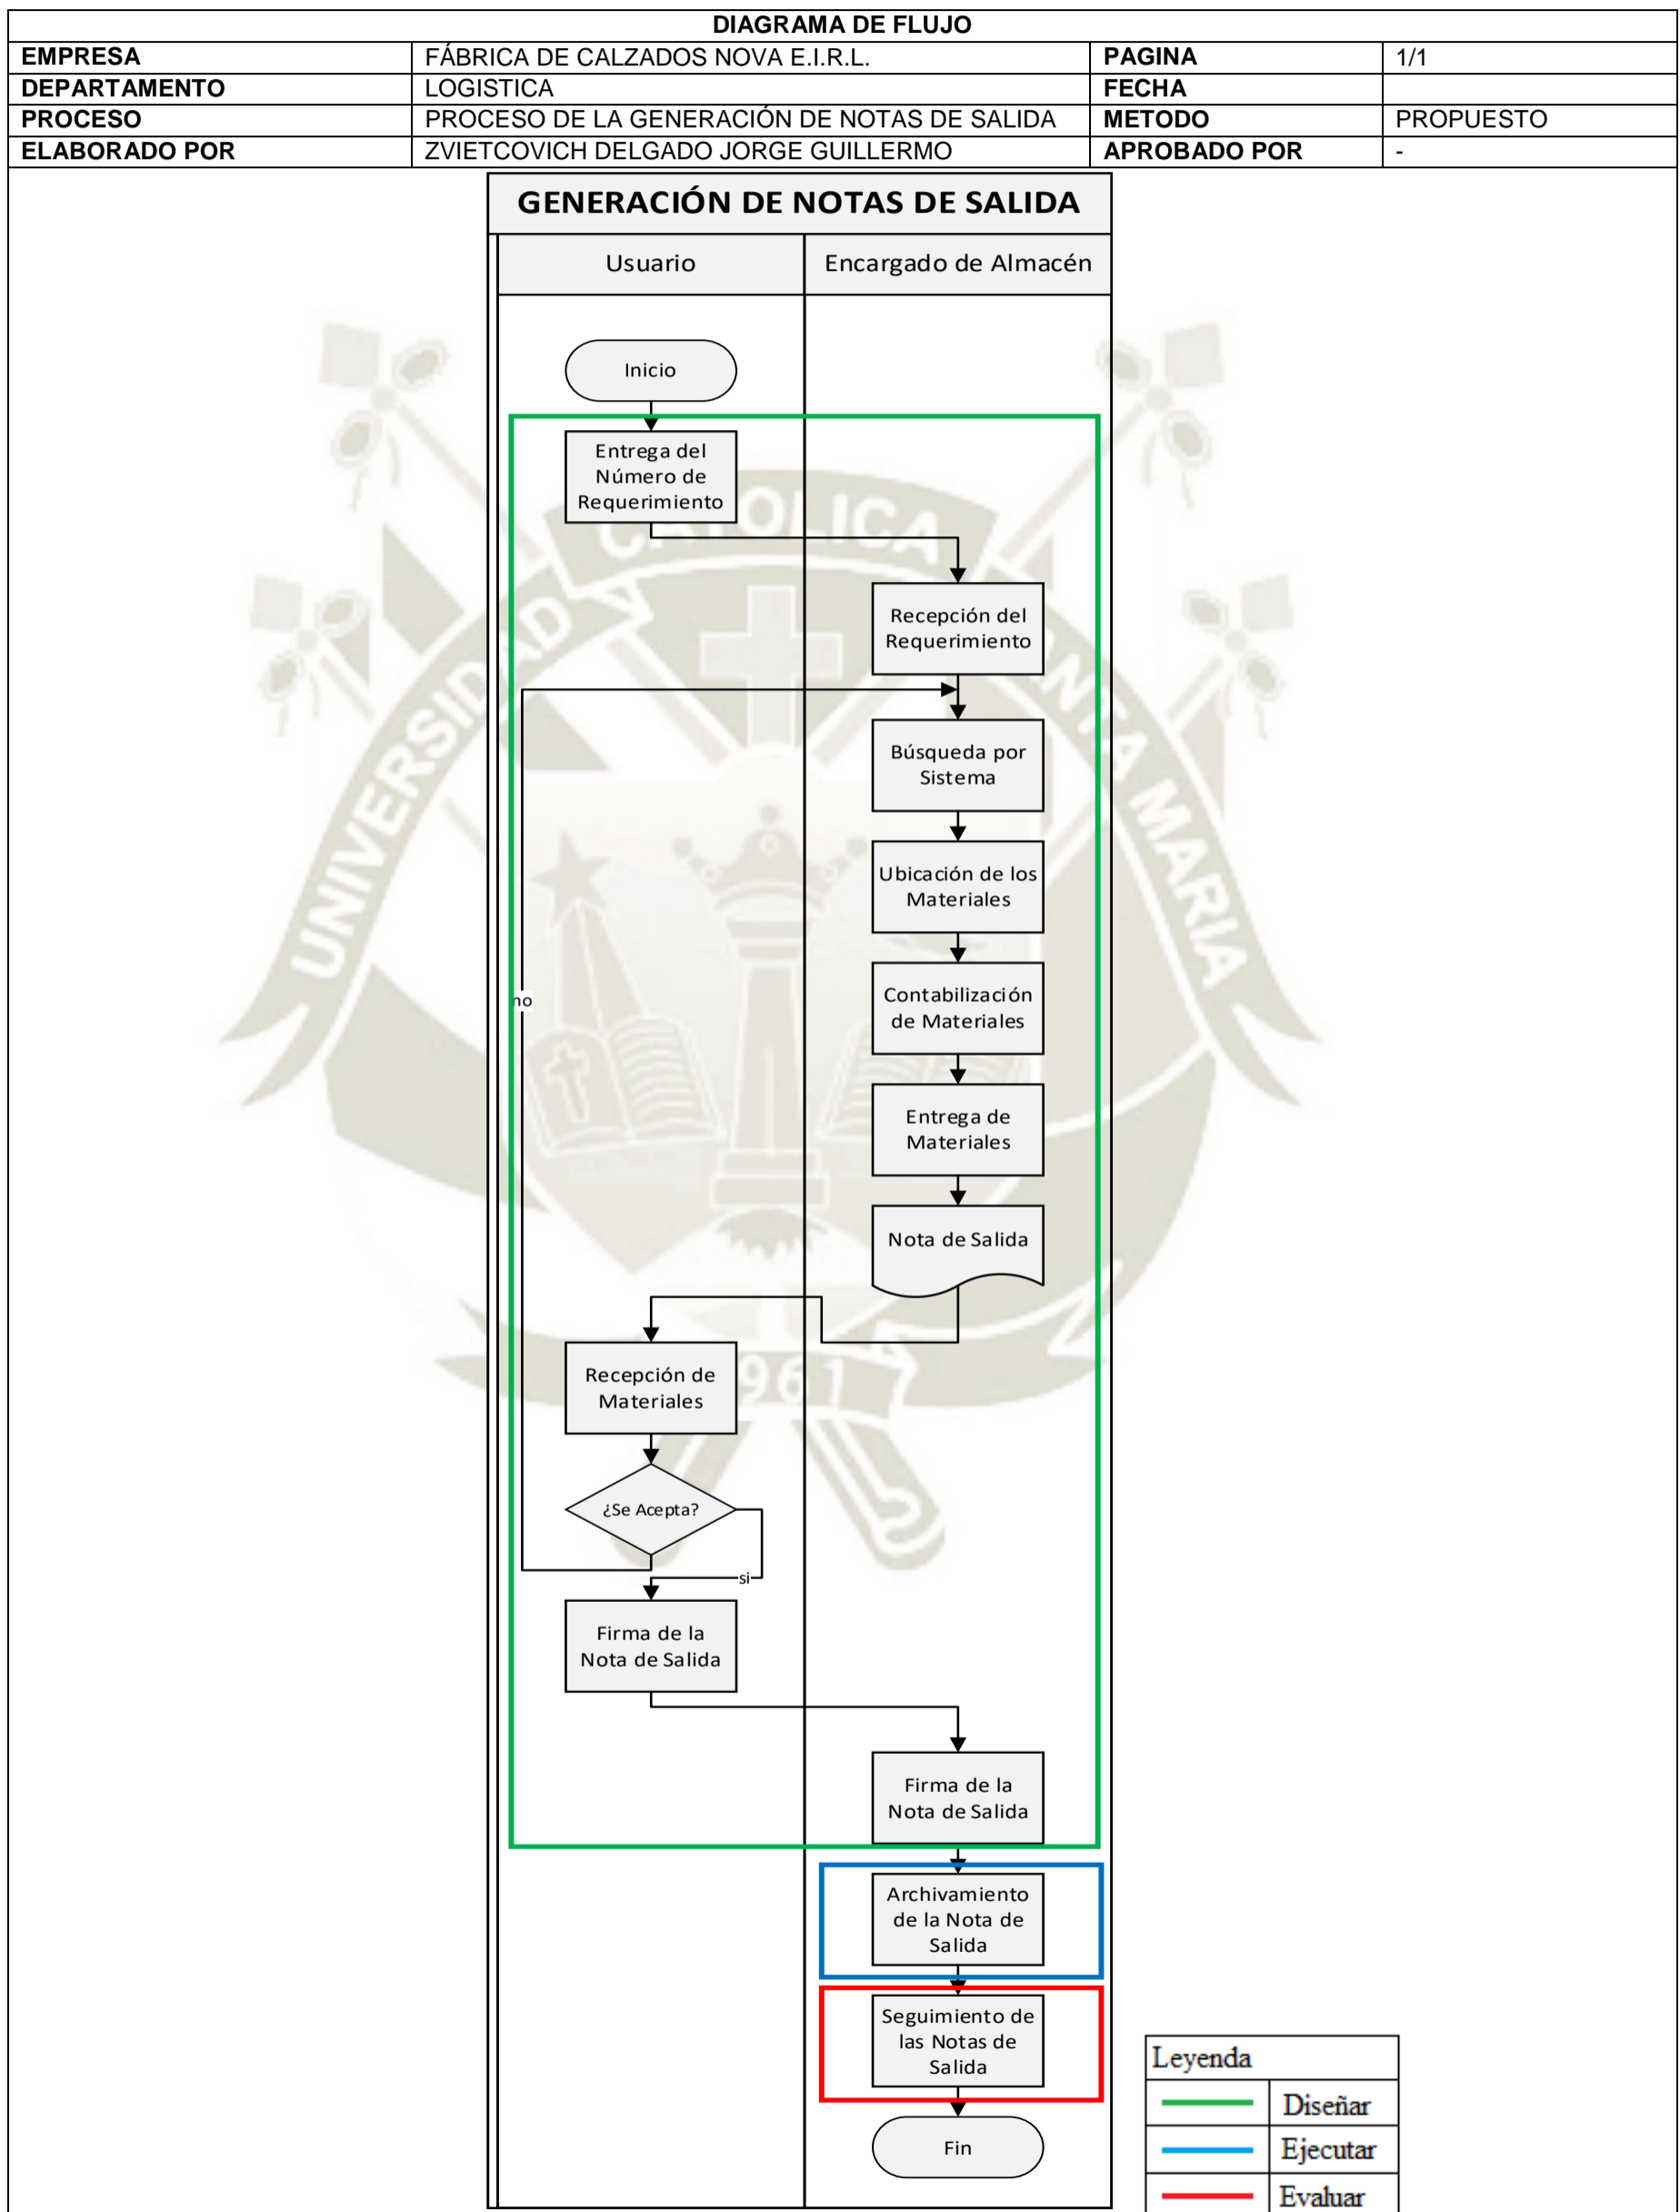 DIAGRAMA DE FLUJO
EMPRESA FÁBRICA DE CALZADOS NOVA E.I.R.L. PAGINA 1/1
DEPARTAMENTO LOGISTICA FECHA
PROCESO PROCESO DE LA GENERACIÓN DE NOTAS DE SALIDA METODO PROPUESTO
ELABORADO POR ZVIETCOVICH DELGADO JORGE GUILLERMO APROBADO POR -
GENERACIÓN DE NOTAS DE SALIDA
Usuario Encargado de Almacén
Inicio
Entrega del
Número de
Requerimiento
Recepción del
Requerimiento
Búsqueda por
Sistema
Ubicación de los
Materiales
Contabilización
de Materiales
Entrega de
Materiales
Nota de Salida
Recepción de
Materiales
¿Se Acepta?
no
si
Firma de la
Nota de Salida
Firma de la
Nota de Salida
Archivamiento
de la Nota de
Salida
Seguimiento de
las Notas de
Salida
Fin
Leyenda
Diseñar
Ejecutar
Evaluar
UNIVERSIDAD CATOLICA SANTA MARIA
961